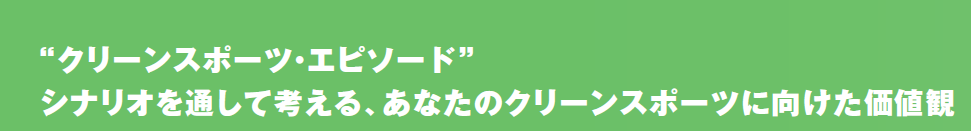 “クリーンスポーツ・エピソード”
シナリオを通して考える、あなたのクリーンスポーツに向けた価値観